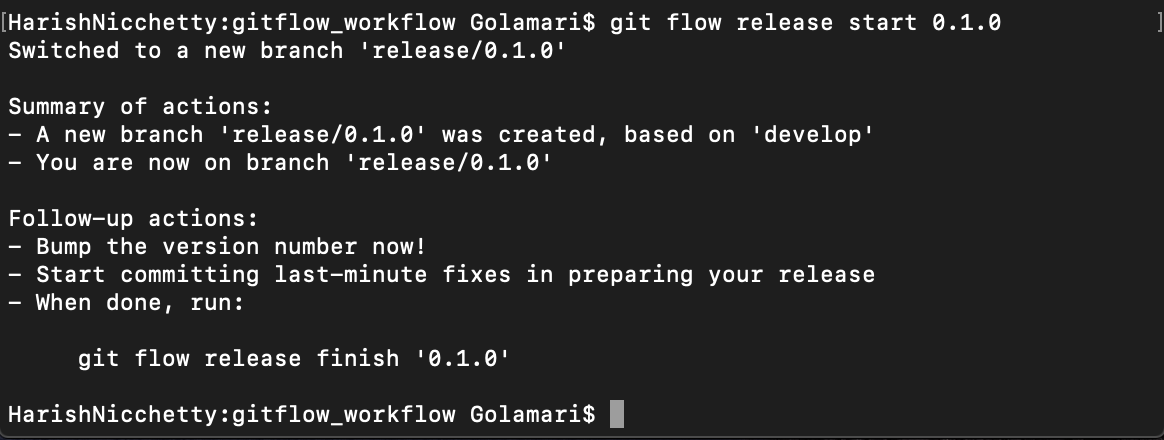 [HarishNicchetty:gitflow_workflow Golamari$ git flow release start 0.1.0 ]
Switched to a new branch 'release/0.1.0'
Summary of actions:
- A new branch 'release/0.1.0' was created, based on 'develop'
- You are now on branch 'release/0.1.0'
Follow-up actions:
- Bump the version number now!
- Start committing last-minute fixes in preparing your release
- When done, run:
git flow release finish '0.1.0'
HarishNicchetty:gitflow_workflow Golamari$